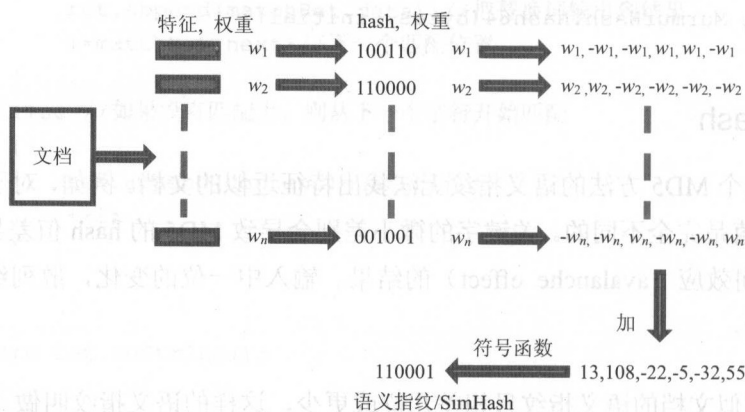 特征, 权重
hash, 权重
w₁
100110
w₁
w₁, -w₁, -w₁, w₁, w₁, -w₁
w₂
110000
w₂
w₂ ,w₂, -w₂, -w₂, -w₂, -w₂
文档
wₙ
001001
wₙ
-wₙ, -wₙ, wₙ, -wₙ, -wₙ, wₙ
加
符号函数
110001
13,108,-22,-5,-32,55
语义指纹/SimHash